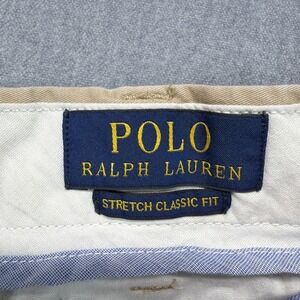 POLO
RALPH LAUREN
STRETCH CLASSIC FIT